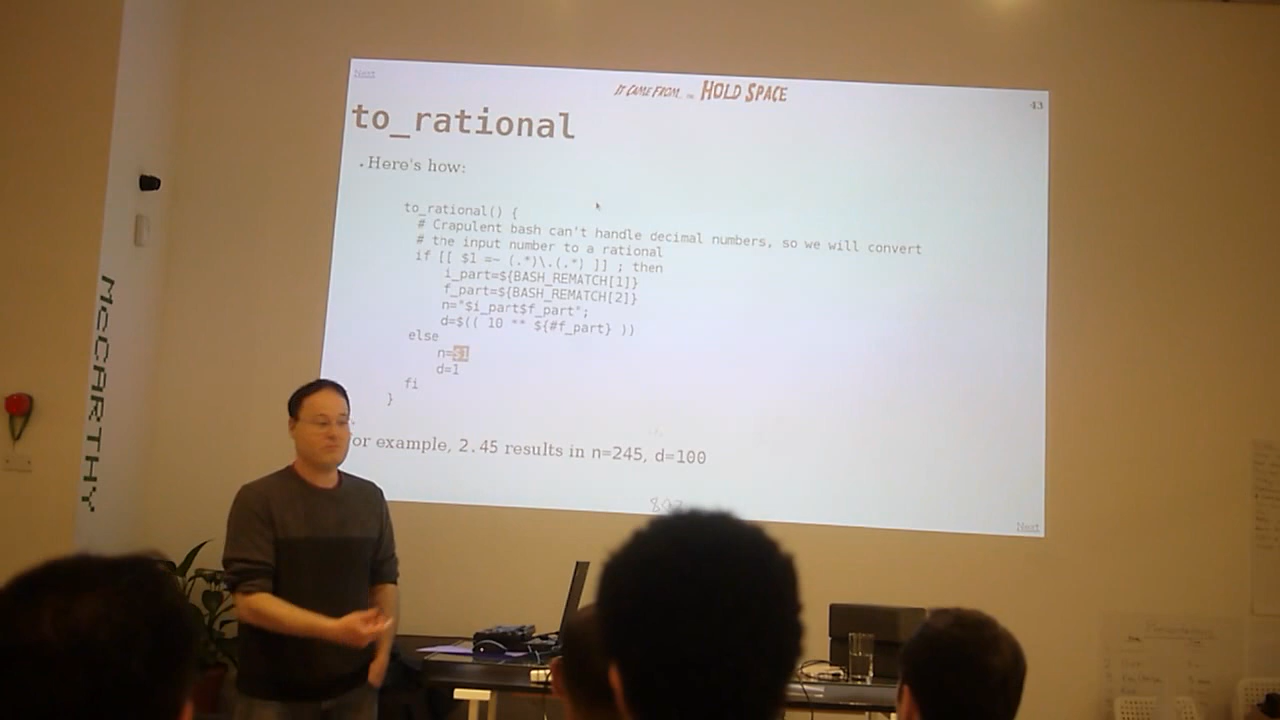 Next
IT CAME FROM... THE HOLD SPACE
43
to_rational
. Here's how:
to_rational() {
# Crapulent bash can't handle decimal numbers, so we will convert
# the input number to a rational
if [[ $1 =~ (.*)\.(.*) ]] ; then
i_part=${BASH_REMATCH[1]}
f_part=${BASH_REMATCH[2]}
n="$i_part$f_part";
d=$(( 10 ** ${#f_part} ))
else
n=$1
d=1
fi
}
or example, 2.45 results in n=245, d=100
Next
MCCARTHY